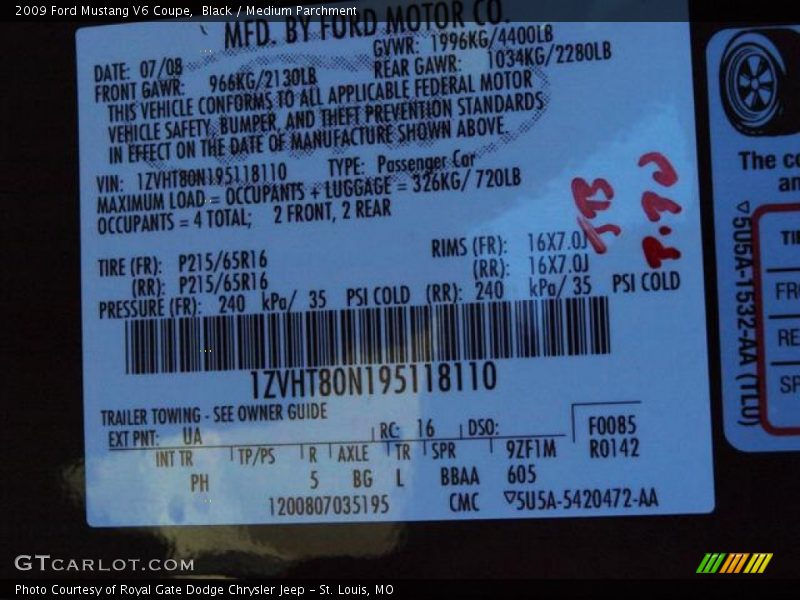 2009 Ford Mustang V6 Coupe,  Black / Medium Parchment
MFD. BY FORD MOTOR CO.
DATE: 07/08 GVWR: 1996KG/4400LB
FRONT GAWR: 966KG/2130LB REAR GAWR: 1034KG/2280LB
THIS VEHICLE CONFORMS TO ALL APPLICABLE FEDERAL MOTOR
VEHICLE SAFETY, BUMPER, AND THEFT PREVENTION STANDARDS
IN EFFECT ON THE DATE OF MANUFACTURE SHOWN ABOVE.
VIN: 1ZVHT80N195118110 TYPE: Passenger Car
MAXIMUM LOAD = OCCUPANTS + LUGGAGE = 326KG/ 720LB
OCCUPANTS = 4 TOTAL; 2 FRONT, 2 REAR
TIRE (FR): P215/65R16 RIMS (FR): 16X7.0J
(RR): P215/65R16 (RR): 16X7.0J
PRESSURE (FR): 240 kPa/ 35 PSI COLD (RR): 240 kPa/ 35 PSI COLD
1ZVHT80N195118110
TRAILER TOWING - SEE OWNER GUIDE
EXT PNT: UA RC: 16 DSO: F0085
INT TR TP/PS R AXLE TR SPR 9ZF1M R0142
PH 5 BG L BBAA 605
1200807035195 CMC ▽5U5A-5420472-AA
The co
an
▽5U5A-1532-AA (TL0)
TI
FR
RE
SP
GTCARLOT.COM
Photo Courtesy of Royal Gate Dodge Chrysler Jeep - St. Louis, MO